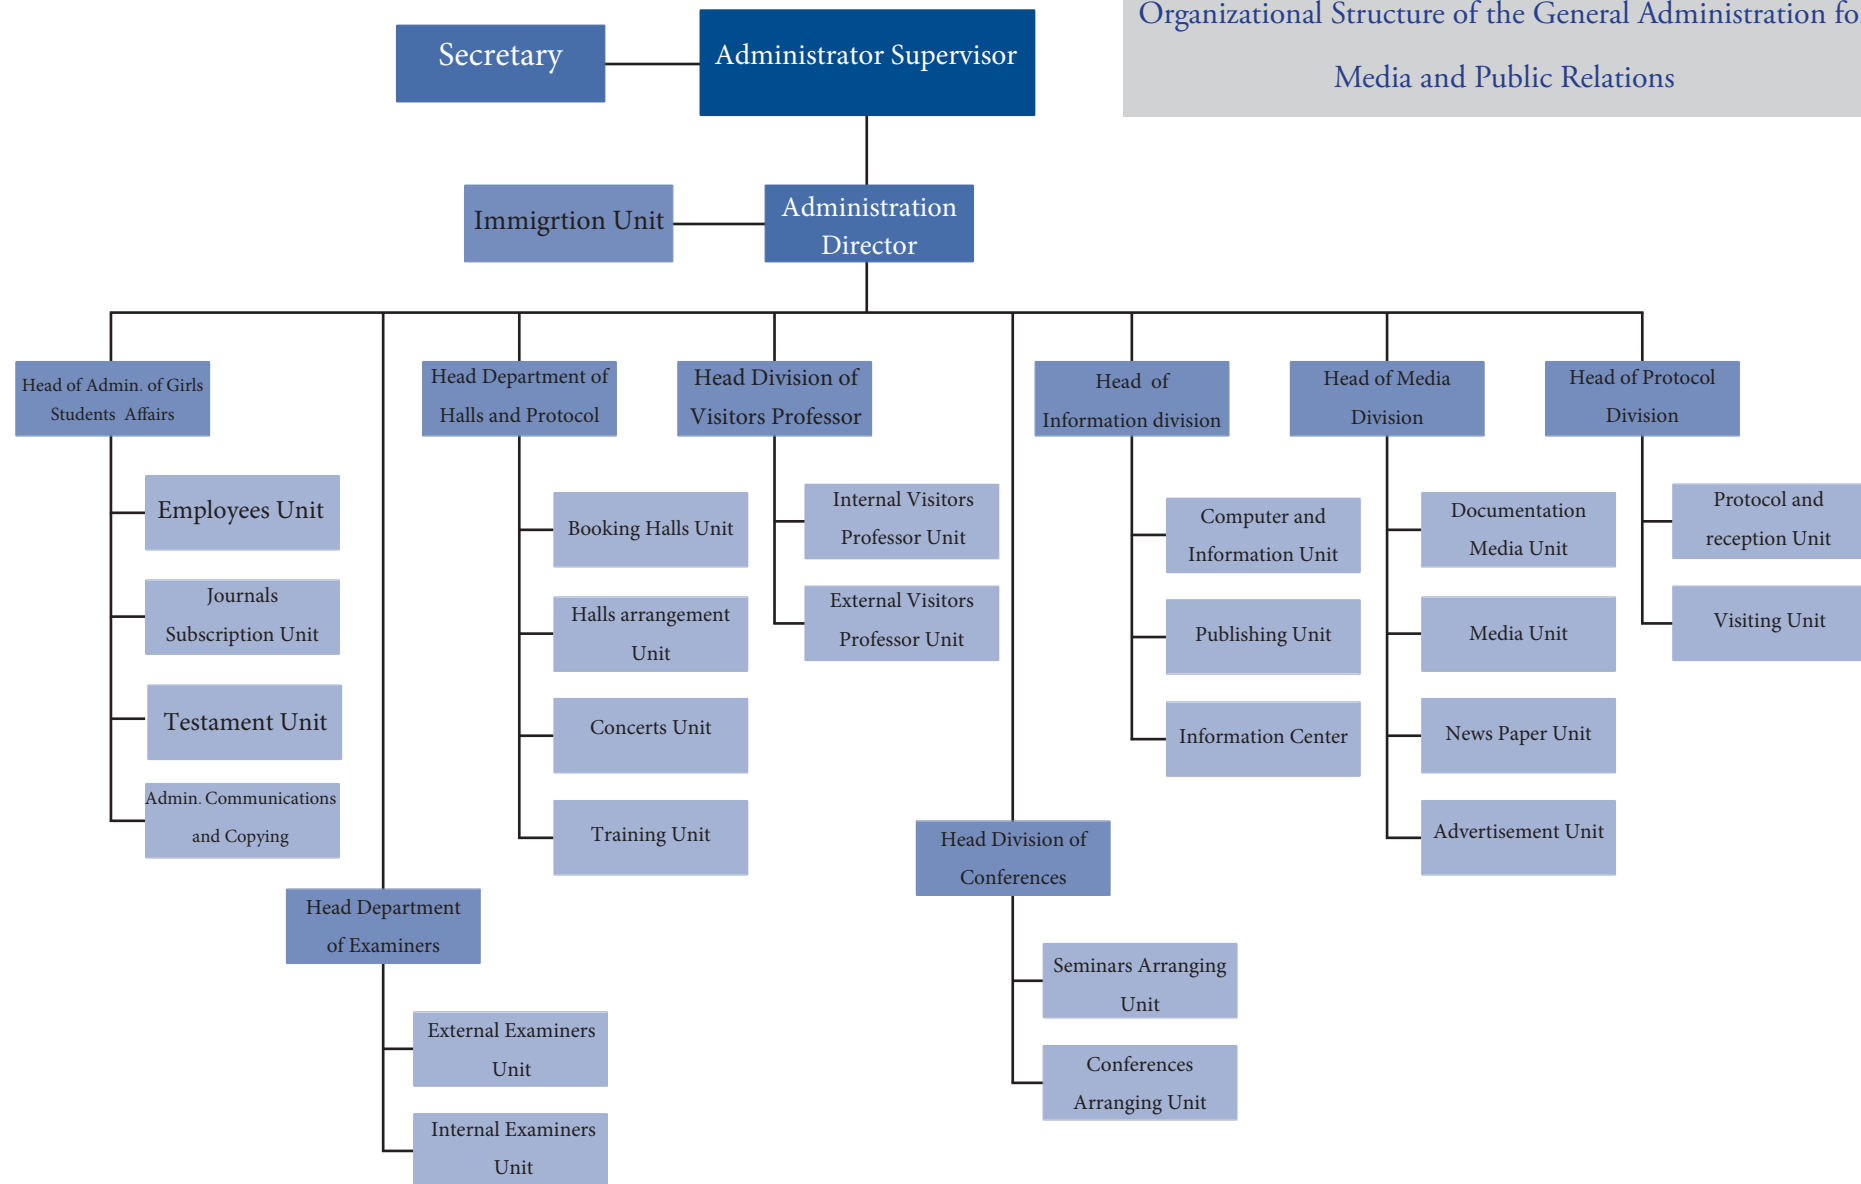 Organizational Structure of the General Administration fo
Media and Public Relations
Secretary
Administrator Supervisor
Immigrtion Unit
Administration
Director
Head of Admin. of Girls
Students Affairs
Employees Unit
Journals
Subscription Unit
Testament Unit
Admin. Communications
and Copying
Head Department
of Examiners
External Examiners
Unit
Internal Examiners
Unit
Head Department of
Halls and Protocol
Booking Halls Unit
Halls arrangement
Unit
Concerts Unit
Training Unit
Head Division of
Visitors Professor
Internal Visitors
Professor Unit
External Visitors
Professor Unit
Head Division of
Conferences
Seminars Arranging
Unit
Conferences
Arranging Unit
Head of
Information division
Computer and
Information Unit
Publishing Unit
Information Center
Head of Media
Division
Documentation
Media Unit
Media Unit
News Paper Unit
Advertisement Unit
Head of Protocol
Division
Protocol and
reception Unit
Visiting Unit